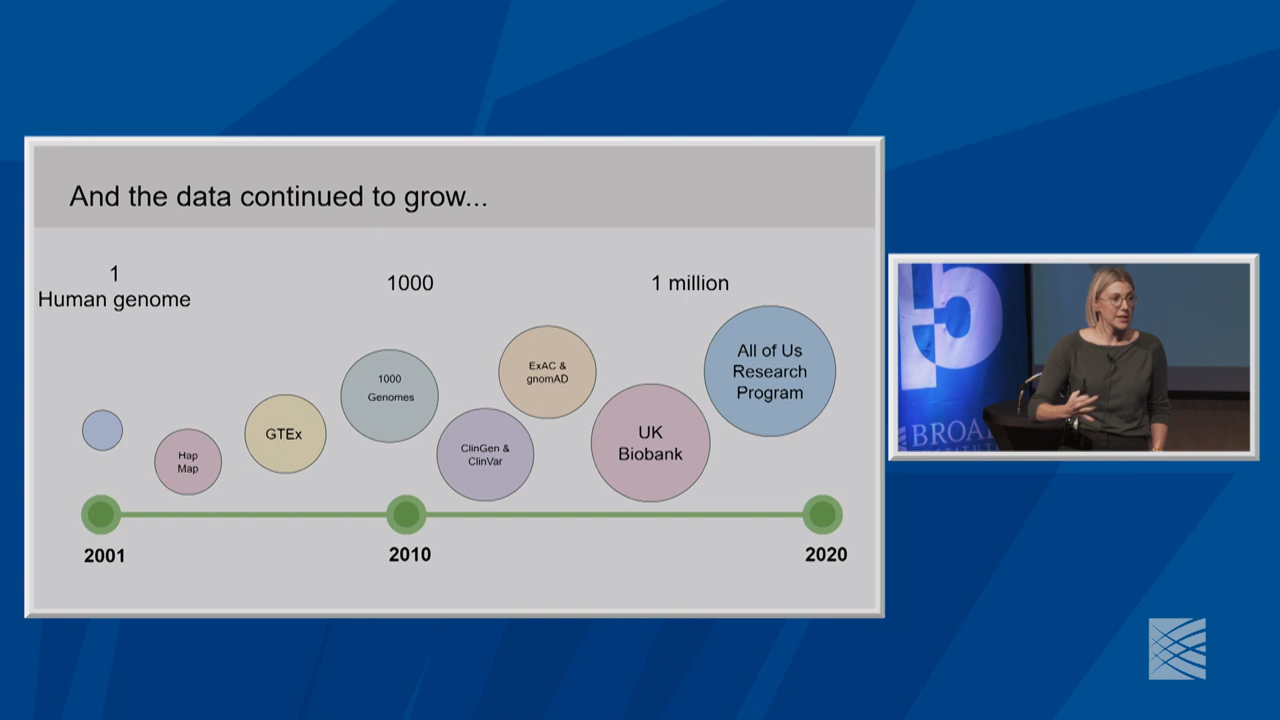 And the data continued to grow...
1
Human genome
1000
1 million
Hap
Map
GTEx
1000
Genomes
ClinGen &
ClinVar
ExAC &
gnomAD
UK
Biobank
All of Us
Research
Program
2001
2010
2020
BROA